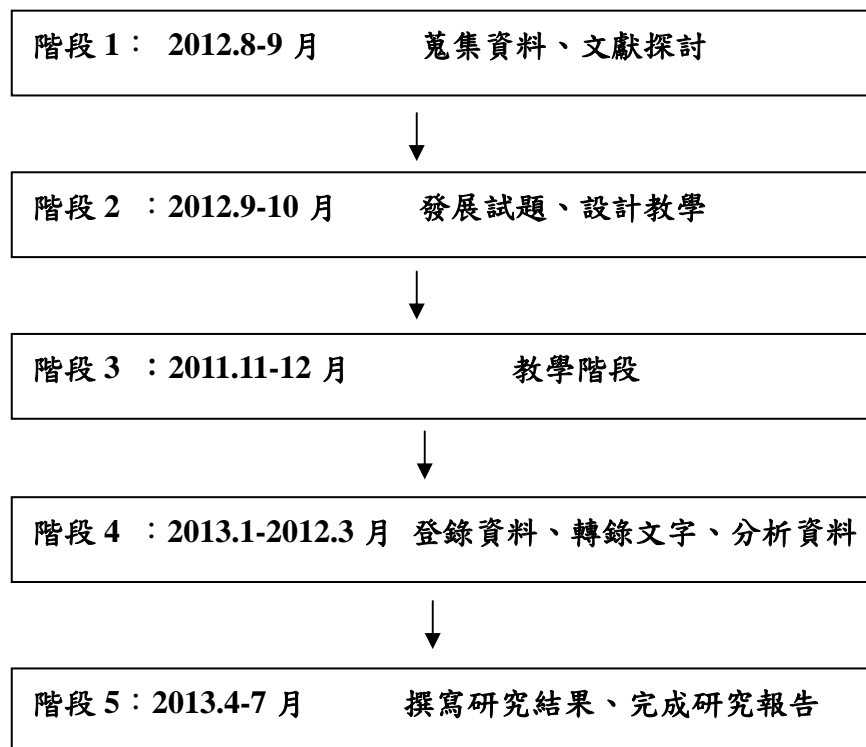 階段 1： 2012.8-9 月 蒐集資料、文獻探討
階段 2 ：2012.9-10 月 發展試題、設計教學
階段 3 ：2011.11-12 月 教學階段
階段 4 ：2013.1-2012.3 月 登錄資料、轉錄文字、分析資料
階段 5：2013.4-7 月 撰寫研究結果、完成研究報告